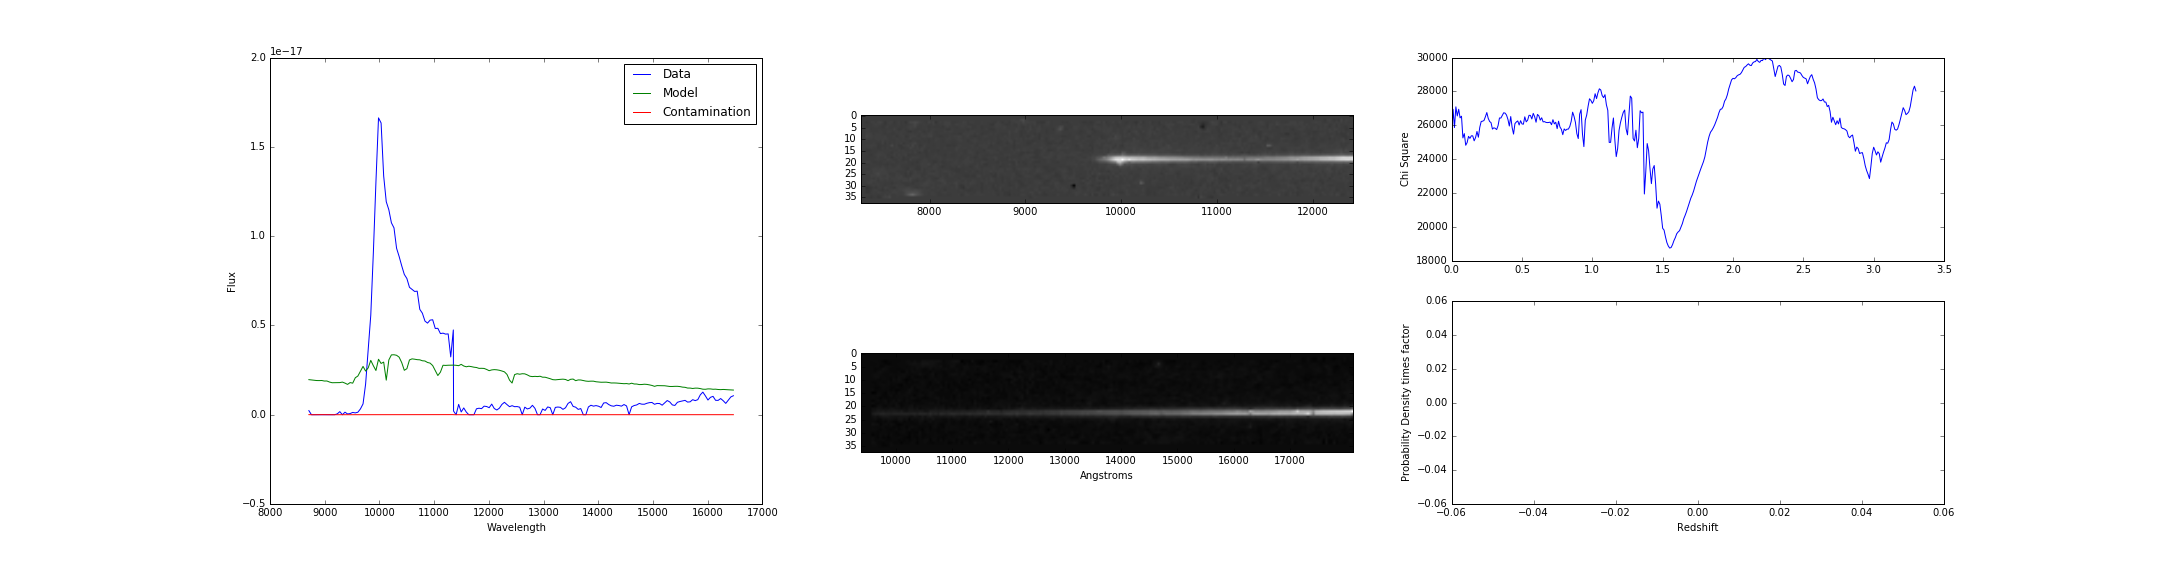 1e−17
2.0
1.5
1.0
0.5
0.0
−0.5
Flux
8000 9000 10000 11000 12000 13000 14000 15000 16000 17000
Wavelength
Data
Model
Contamination
0
5
10
15
20
25
30
35
8000 9000 10000 11000 12000
0
5
10
15
20
25
30
35
10000 11000 12000 13000 14000 15000 16000 17000
Angstroms
30000
28000
26000
24000
22000
20000
18000
Chi Square
0.0 0.5 1.0 1.5 2.0 2.5 3.0 3.5
0.06
0.04
0.02
0.00
−0.02
−0.04
−0.06
Probability Density times factor
−0.06 −0.04 −0.02 0.00 0.02 0.04 0.06
Redshift